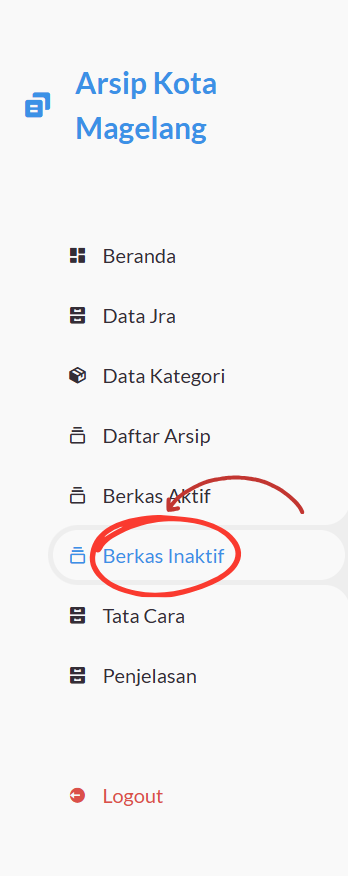 Arsip Kota
Magelang
Beranda
Data Jra
Data Kategori
Daftar Arsip
Berkas Aktif
Berkas Inaktif
Tata Cara
Penjelasan
Logout